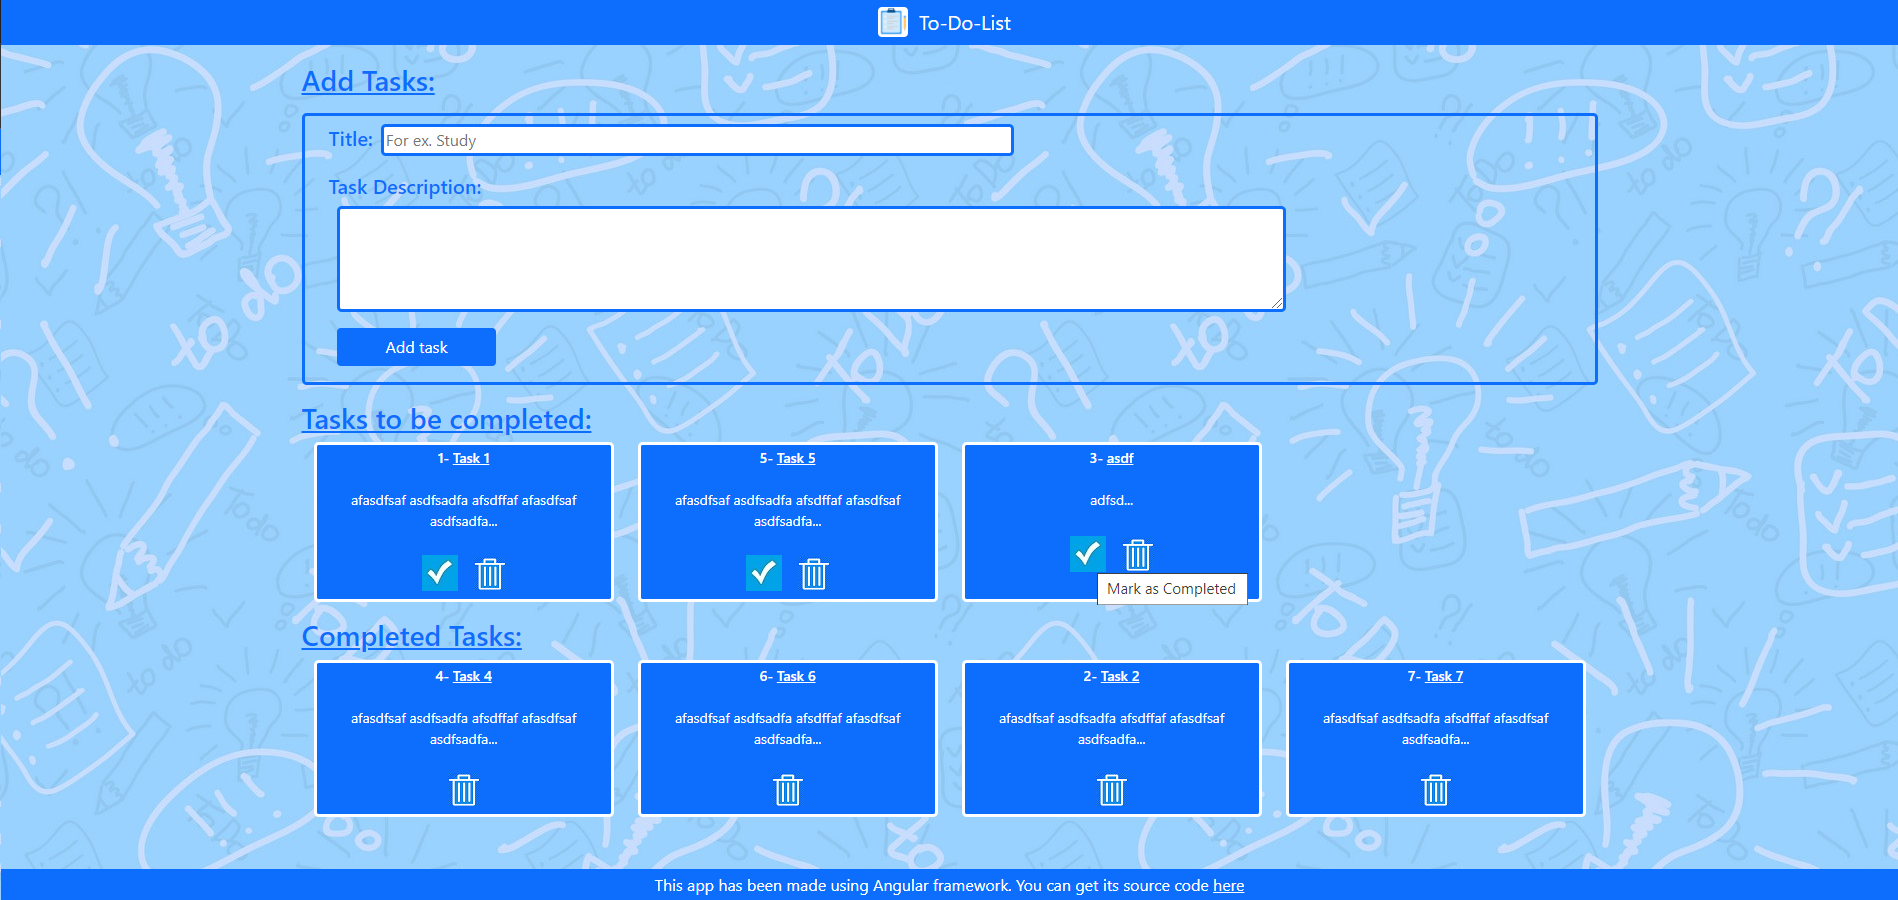 To-Do-List
Add Tasks:
Title: For ex. Study
Task Description:
Add task
Tasks to be completed:
1- Task 1
afasdfsaf asdfsadfa afsdffaf afasdfsaf
asdfsadfa...
5- Task 5
afasdfsaf asdfsadfa afsdffaf afasdfsaf
asdfsadfa...
3- asdf
adfsd...
Mark as Completed
Completed Tasks:
4- Task 4
afasdfsaf asdfsadfa afsdffaf afasdfsaf
asdfsadfa...
6- Task 6
afasdfsaf asdfsadfa afsdffaf afasdfsaf
asdfsadfa...
2- Task 2
afasdfsaf asdfsadfa afsdffaf afasdfsaf
asdfsadfa...
7- Task 7
afasdfsaf asdfsadfa afsdffaf afasdfsaf
asdfsadfa...
This app has been made using Angular framework. You can get its source code here